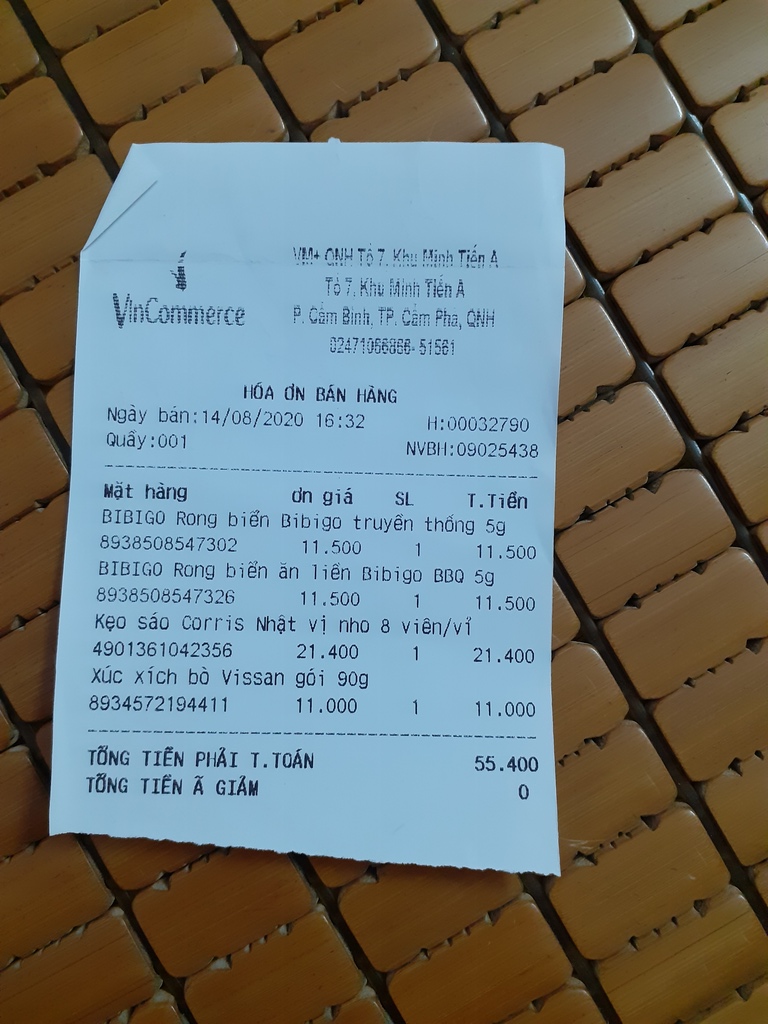 VinCommerce
VM+ QNH Tổ 7, Khu Minh Tiến A
Tổ 7, Khu Minh Tiến A
P. Cẩm Bình, TP. Cẩm Phả, QNH
02471066866- 51561
HÓA ƠN BÁN HÀNG
Ngày bán:14/08/2020 16:32 H:00032790
Quầy:001 NVBH:09025438
Mặt hàng ơn giá SL T.Tiền
BIBIGO Rong biển Bibigo truyền thống 5g
8938508547302 11.500 1 11.500
BIBIGO Rong biển ăn liền Bibigo BBQ 5g
8938508547326 11.500 1 11.500
Kẹo sáo Corris Nhật vị nho 8 viên/vỉ
4901361042356 21.400 1 21.400
Xúc xích bò Vissan gói 90g
8934572194411 11.000 1 11.000
TỔNG TIỀN PHẢI T.TOÁN 55.400
TỔNG TIỀN Ã GIẢM 0